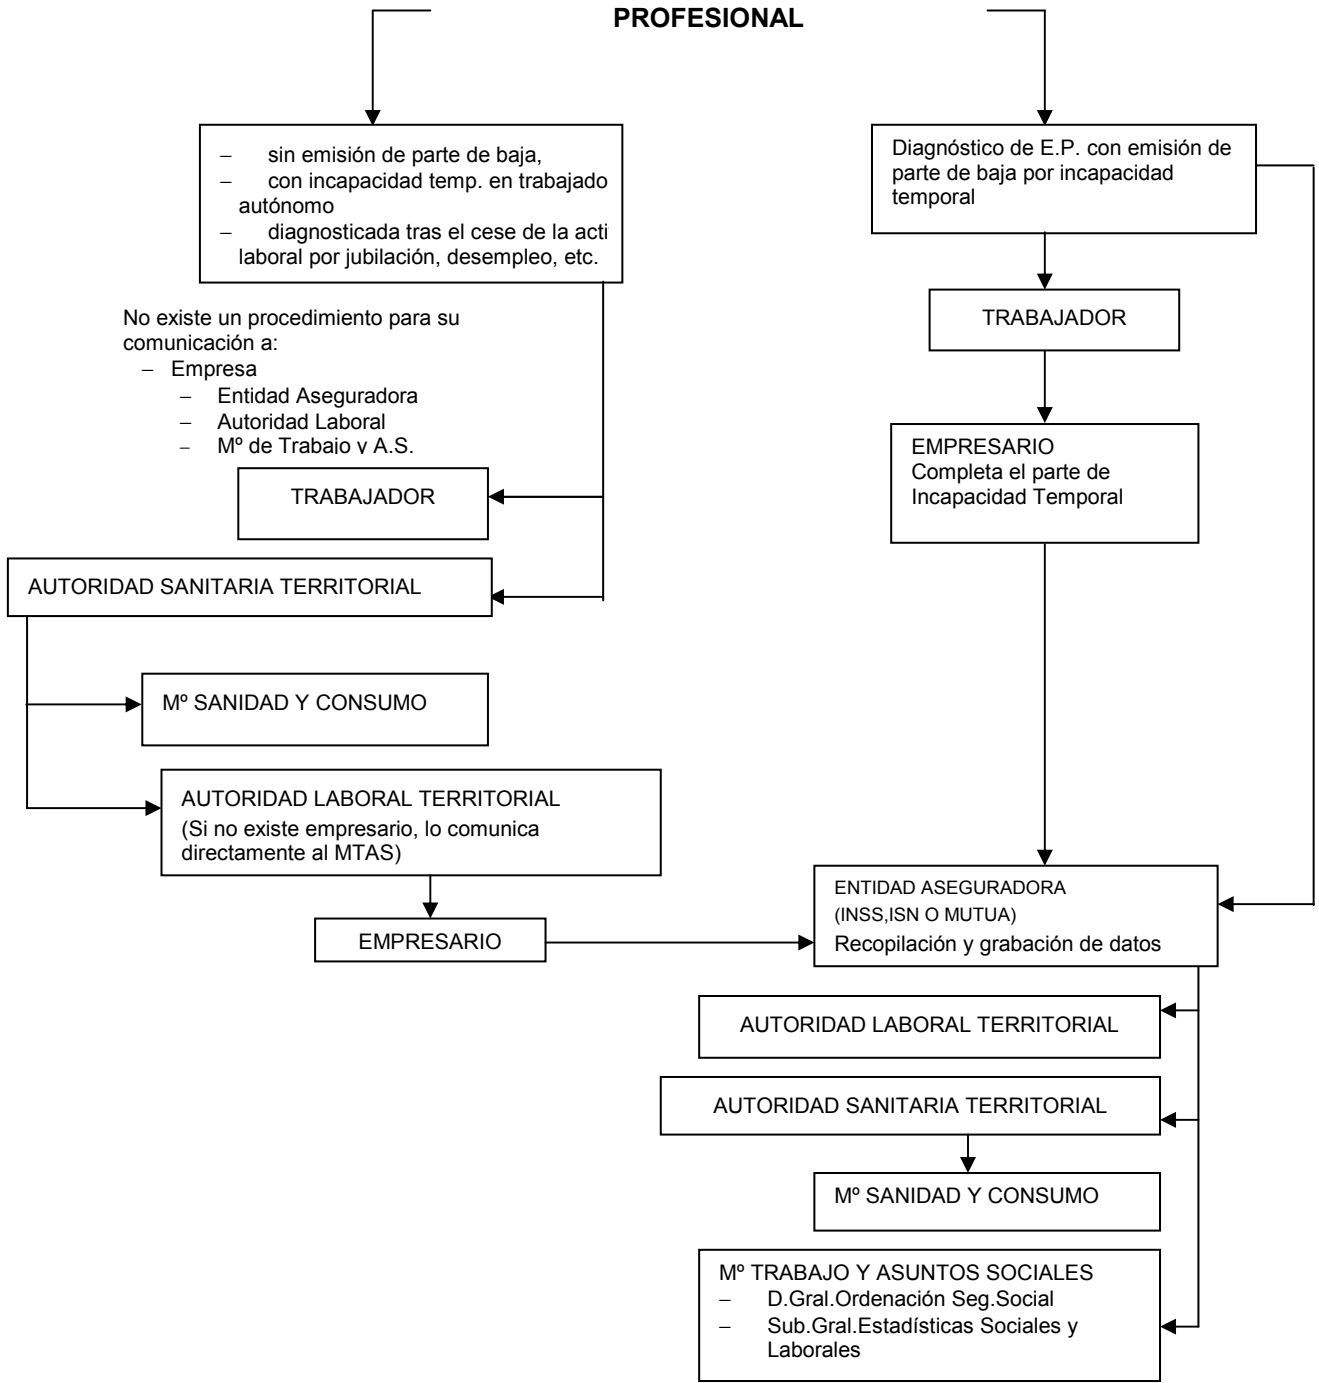 PROFESIONAL
– sin emisión de parte de baja,
– con incapacidad temp. en trabajado
autónomo
– diagnosticada tras el cese de la acti
laboral por jubilación, desempleo, etc.
Diagnóstico de E.P. con emisión de
parte de baja por incapacidad
temporal
No existe un procedimiento para su
comunicación a:
– Empresa
– Entidad Aseguradora
– Autoridad Laboral
– Mº de Trabajo y A.S.
TRABAJADOR
EMPRESARIO
Completa el parte de
Incapacidad Temporal
TRABAJADOR
AUTORIDAD SANITARIA TERRITORIAL
Mº SANIDAD Y CONSUMO
AUTORIDAD LABORAL TERRITORIAL
(Si no existe empresario, lo comunica
directamente al MTAS)
EMPRESARIO
ENTIDAD ASEGURADORA
(INSS,ISN O MUTUA)
Recopilación y grabación de datos
AUTORIDAD LABORAL TERRITORIAL
AUTORIDAD SANITARIA TERRITORIAL
Mº SANIDAD Y CONSUMO
Mº TRABAJO Y ASUNTOS SOCIALES
– D.Gral.Ordenación Seg.Social
– Sub.Gral.Estadísticas Sociales y
Laborales